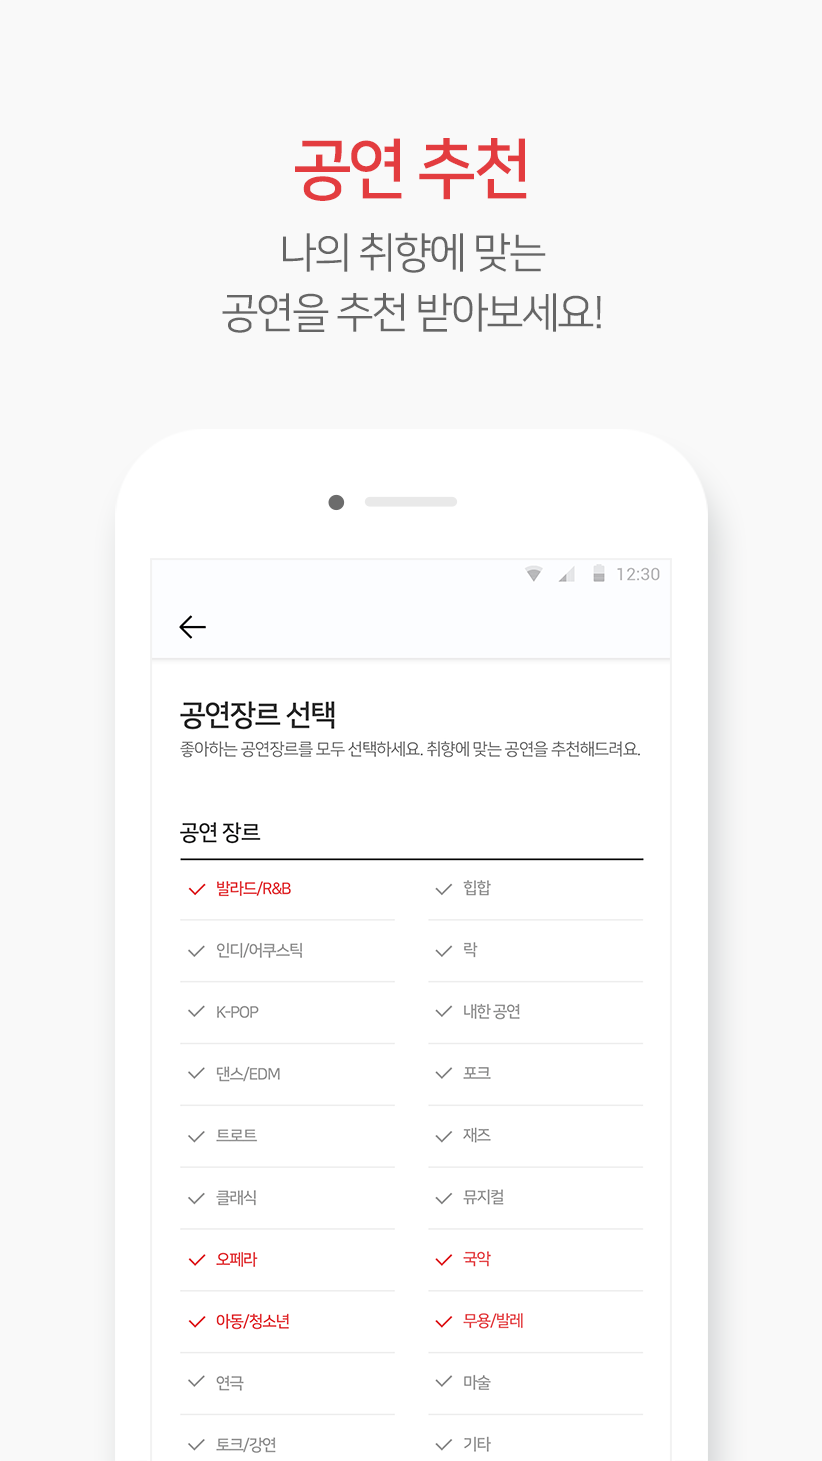 공연 추천
나의 취향에 맞는
공연을 추천 받아보세요!
12:30
공연장르 선택
좋아하는 공연장르를 모두 선택하세요. 취향에 맞는 공연을 추천해드려요.
공연 장르
발라드/R&B 힙합
인디/어쿠스틱 락
K-POP 내한 공연
댄스/EDM 포크
트로트 재즈
클래식 뮤지컬
오페라 국악
아동/청소년 무용/발레
연극 마술
토크/강연 기타